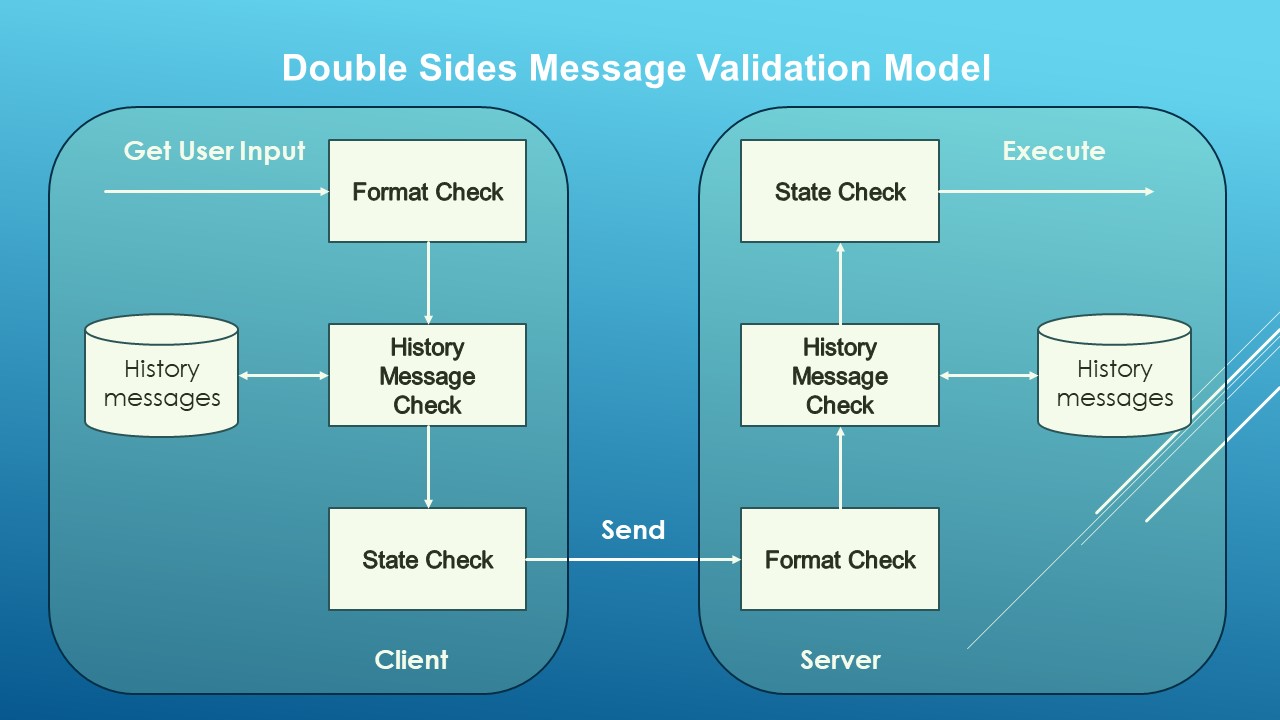 Double Sides Message Validation Model
Get User Input
Format Check
History
messages
History
Message
Check
State Check
Client
Send
State Check
Execute
History
Message
Check
History
messages
Format Check
Server